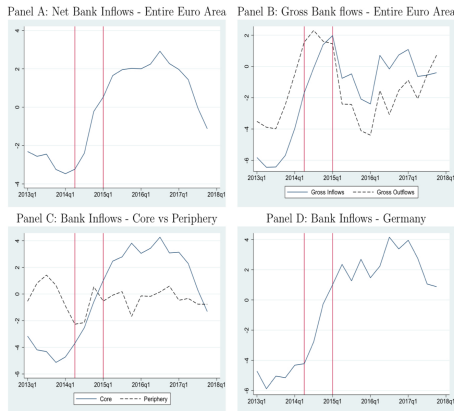 Panel A: Net Bank Inflows - Entire Euro Area
4
2
0
-2
-4
2013q1 2014q1 2015q1 2016q1 2017q1 2018q1
Panel B: Gross Bank flows - Entire Euro Area
2
0
-2
-4
-6
2013q1 2014q1 2015q1 2016q1 2017q1 2018q1
Gross Inflows Gross Outflows
Panel C: Bank Inflows - Core vs Periphery
4
2
0
-2
-4
-6
2013q1 2014q1 2015q1 2016q1 2017q1 2018q1
Core Periphery
Panel D: Bank Inflows - Germany
4
2
0
-2
-4
-6
2013q1 2014q1 2015q1 2016q1 2017q1 2018q1